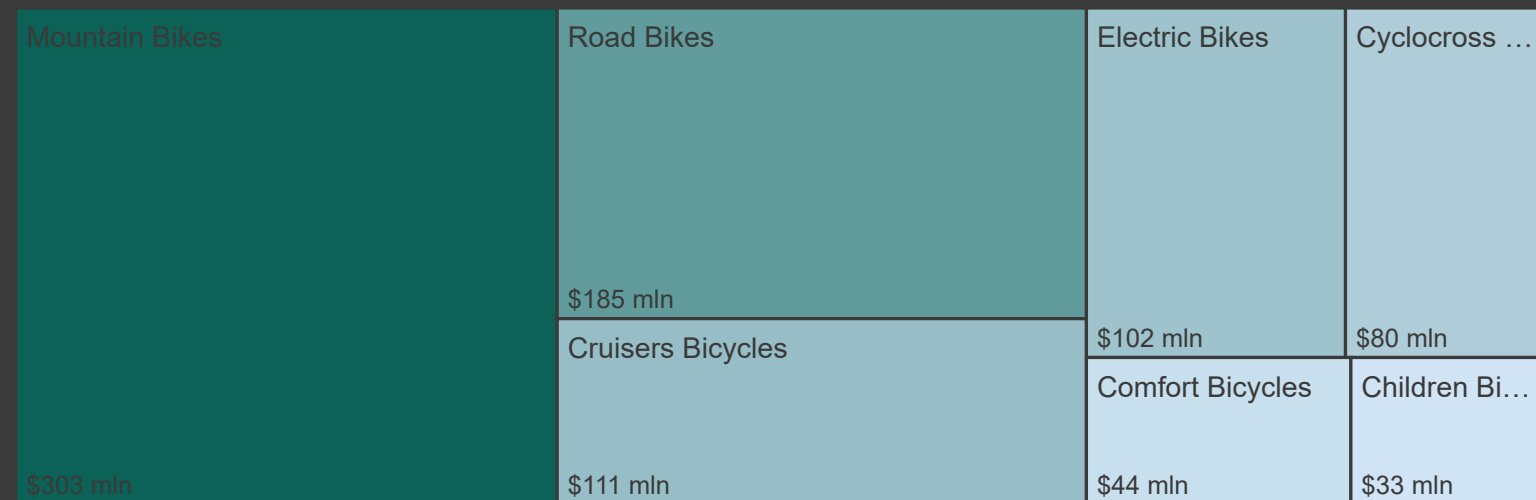 Mountain Bikes
$303 mln
Road Bikes
$185 mln
Cruisers Bicycles
$111 mln
Electric Bikes
$102 mln
Cyclocross …
$80 mln
Comfort Bicycles
$44 mln
Children Bi…
$33 mln